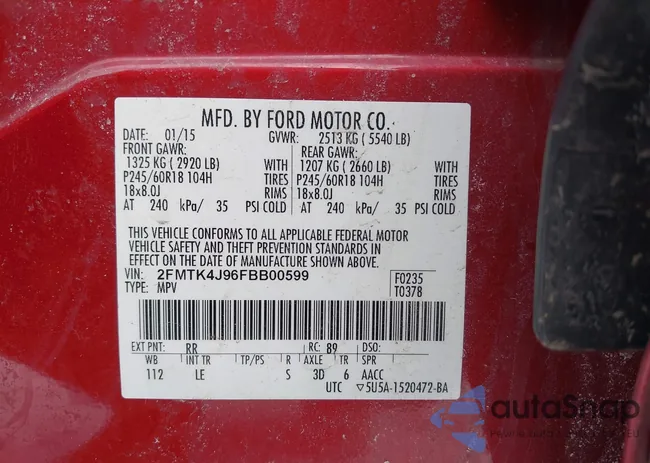 MFD. BY FORD MOTOR CO.
DATE: 01/15 GVWR: 2513 KG ( 5540 LB)
FRONT GAWR: REAR GAWR:
1325 KG ( 2920 LB) WITH 1207 KG ( 2660 LB) WITH
P245/60R18 104H TIRES P245/60R18 104H TIRES
18x8.0J RIMS 18x8.0J RIMS
AT 240 kPa/ 35 PSI COLD AT 240 kPa/ 35 PSI COLD
THIS VEHICLE CONFORMS TO ALL APPLICABLE FEDERAL MOTOR
VEHICLE SAFETY AND THEFT PREVENTION STANDARDS IN
EFFECT ON THE DATE OF MANUFACTURE SHOWN ABOVE.
VIN: 2FMTK4J96FBB00599 F0235
TYPE: MPV T0378
EXT PNT: RR RC: 89 DSO:
WB INT TR TP/PS R AXLE TR SPR
112 LE S 3D 6 AACC
UTC ▽5U5A-1520472-BA
autoSnap